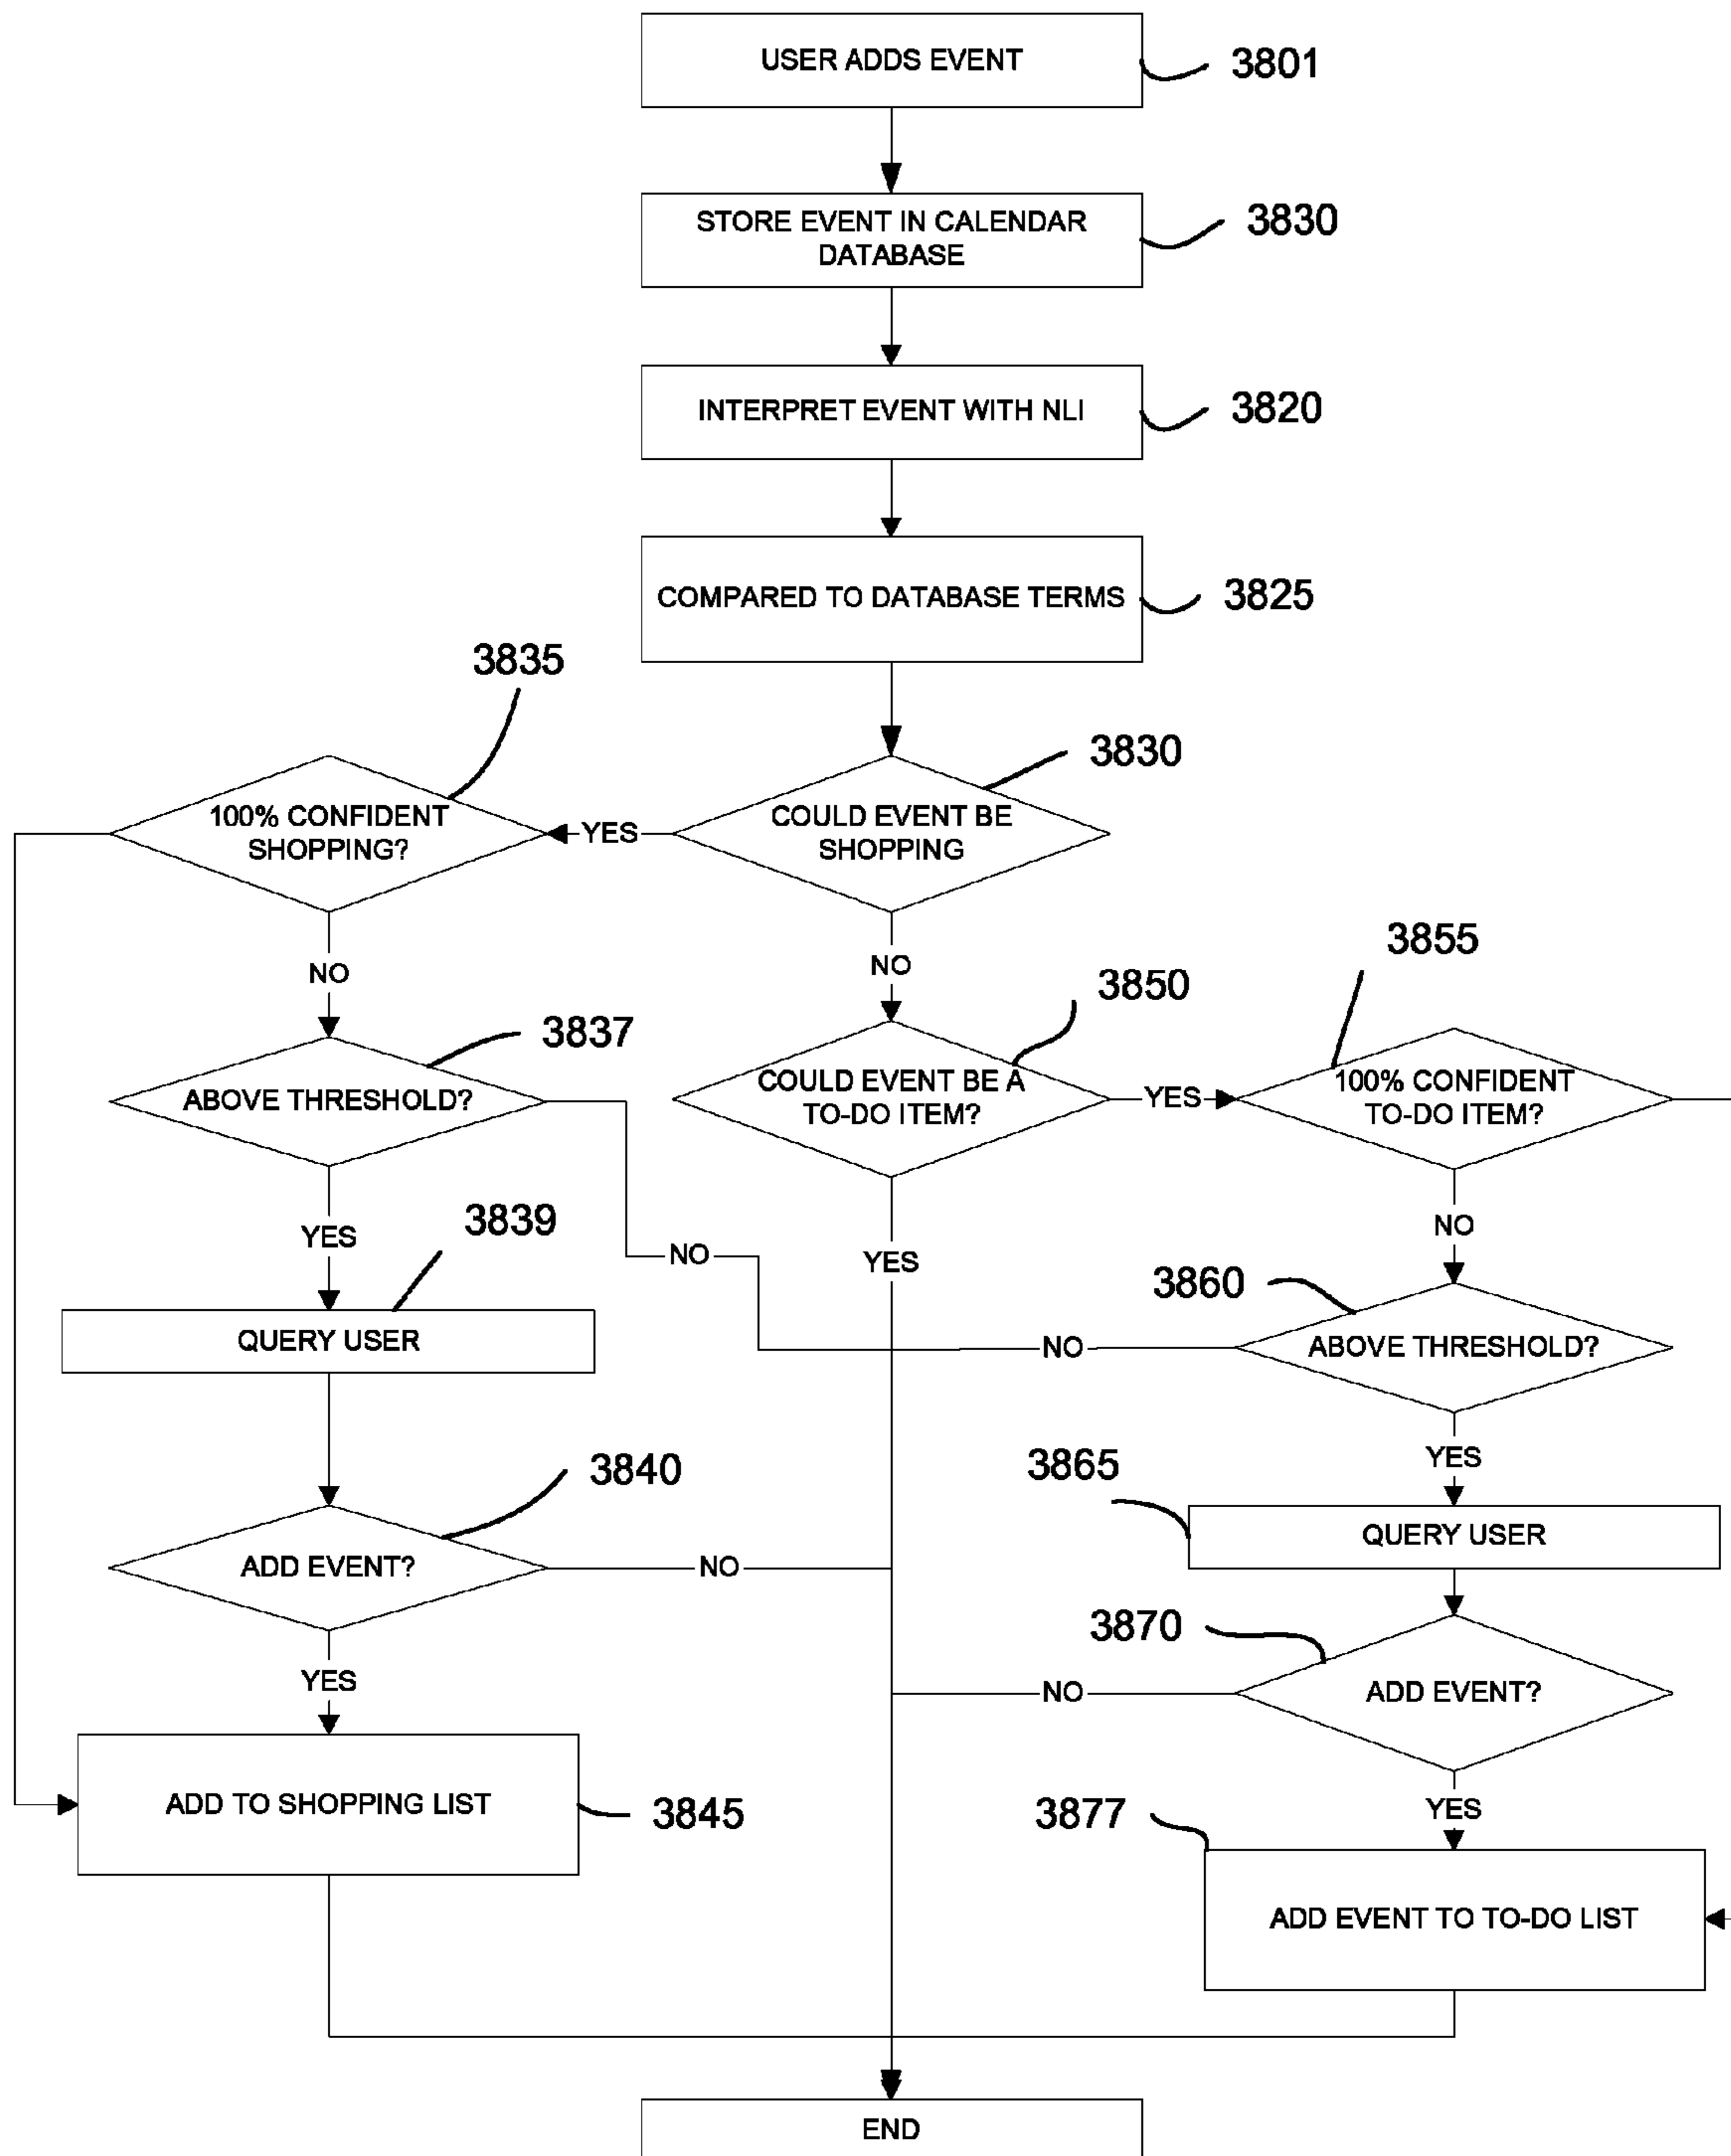 USER ADDS EVENT
3801
STORE EVENT IN CALENDAR
DATABASE
3830
INTERPRET EVENT WITH NLI
3820
COMPARED TO DATABASE TERMS
3825
3835
3830
100% CONFIDENT
SHOPPING?
YES
COULD EVENT BE
SHOPPING
NO
NO
3855
3850
3837
ABOVE THRESHOLD?
COULD EVENT BE A
TO-DO ITEM?
YES
100% CONFIDENT
TO-DO ITEM?
YES
3839
NO
YES
NO
3860
QUERY USER
NO
ABOVE THRESHOLD?
3840
YES
3865
QUERY USER
ADD EVENT?
NO
3870
YES
NO
ADD EVENT?
ADD TO SHOPPING LIST
3845
3877
YES
ADD EVENT TO TO-DO LIST
END